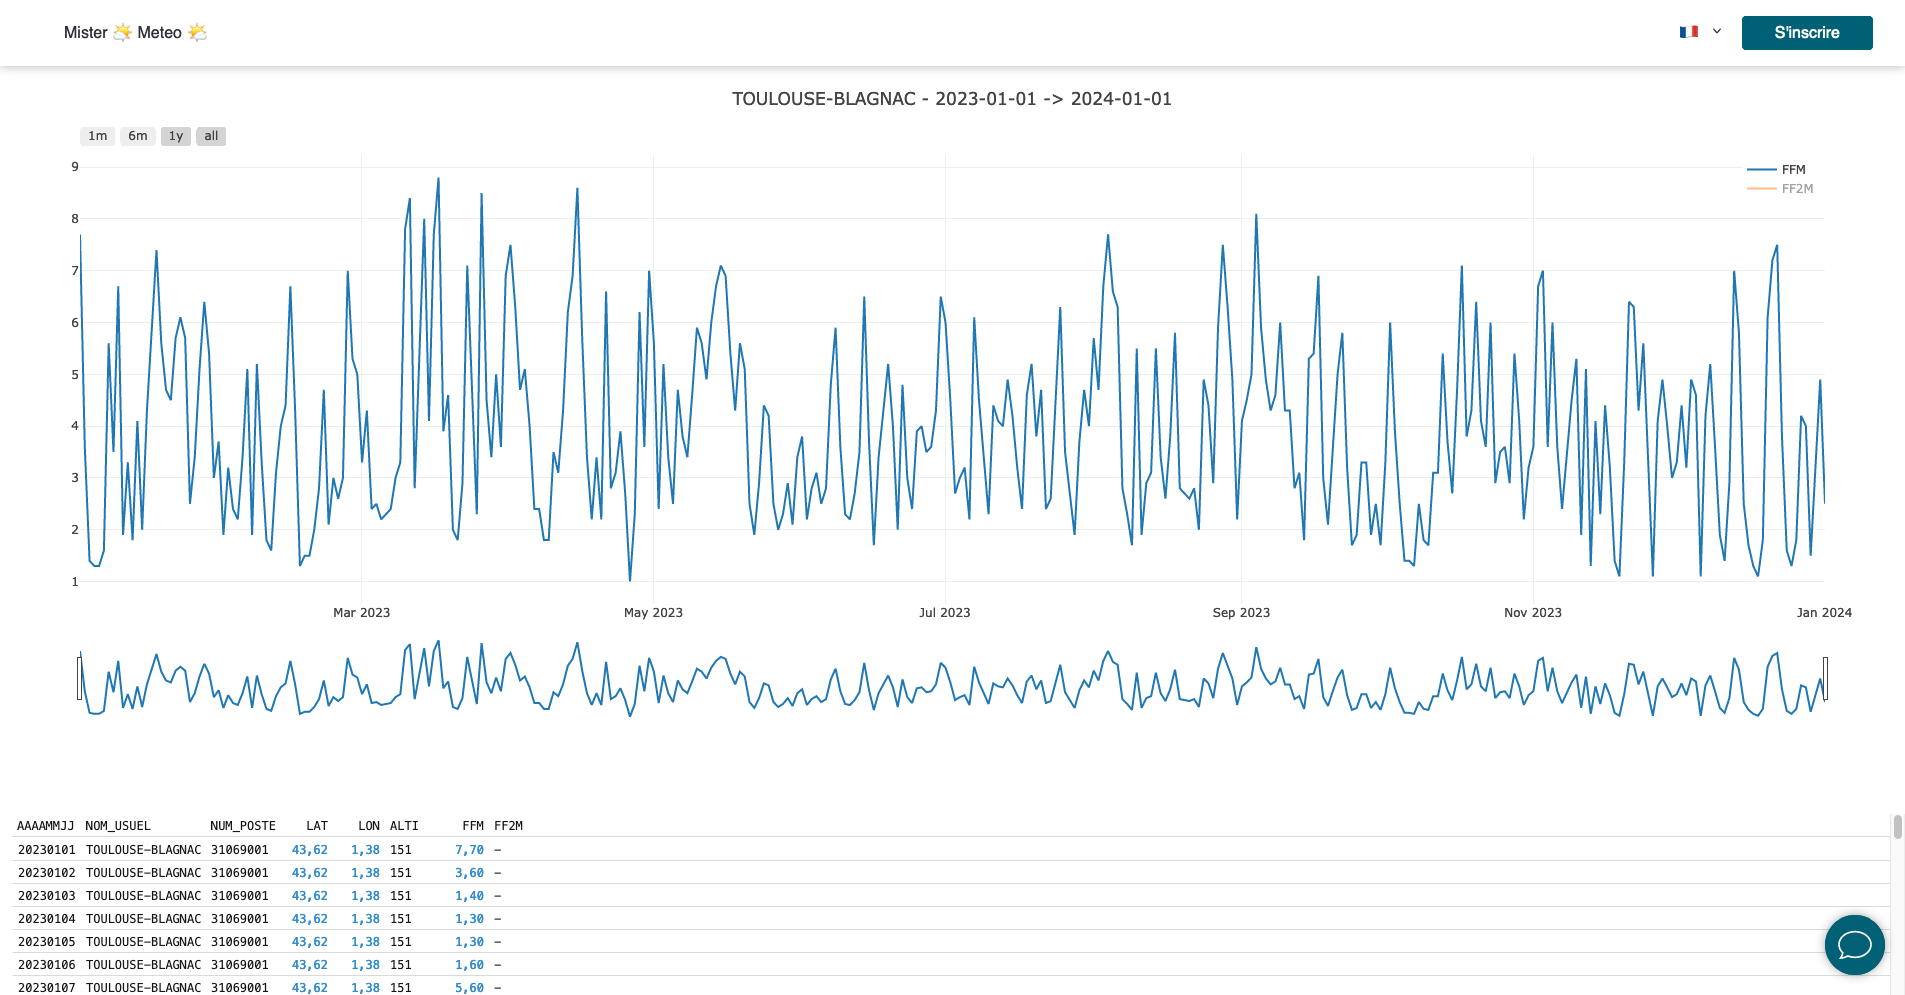 Mister Meteo
S'inscrire
TOULOUSE-BLAGNAC - 2023-01-01 -> 2024-01-01
1m 6m 1y all
9
8
7
6
5
4
3
2
1
FFM
FF2M
Mar 2023 May 2023 Jul 2023 Sep 2023 Nov 2023 Jan 2024
AAAAMMJJ NOM_USUEL NUM_POSTE LAT LON ALTI FFM FF2M
20230101 TOULOUSE-BLAGNAC 31069001 43,62 1,38 151 7,70 -
20230102 TOULOUSE-BLAGNAC 31069001 43,62 1,38 151 3,60 -
20230103 TOULOUSE-BLAGNAC 31069001 43,62 1,38 151 1,40 -
20230104 TOULOUSE-BLAGNAC 31069001 43,62 1,38 151 1,30 -
20230105 TOULOUSE-BLAGNAC 31069001 43,62 1,38 151 1,30 -
20230106 TOULOUSE-BLAGNAC 31069001 43,62 1,38 151 1,60 -
20230107 TOULOUSE-BLAGNAC 31069001 43,62 1,38 151 5,60 -